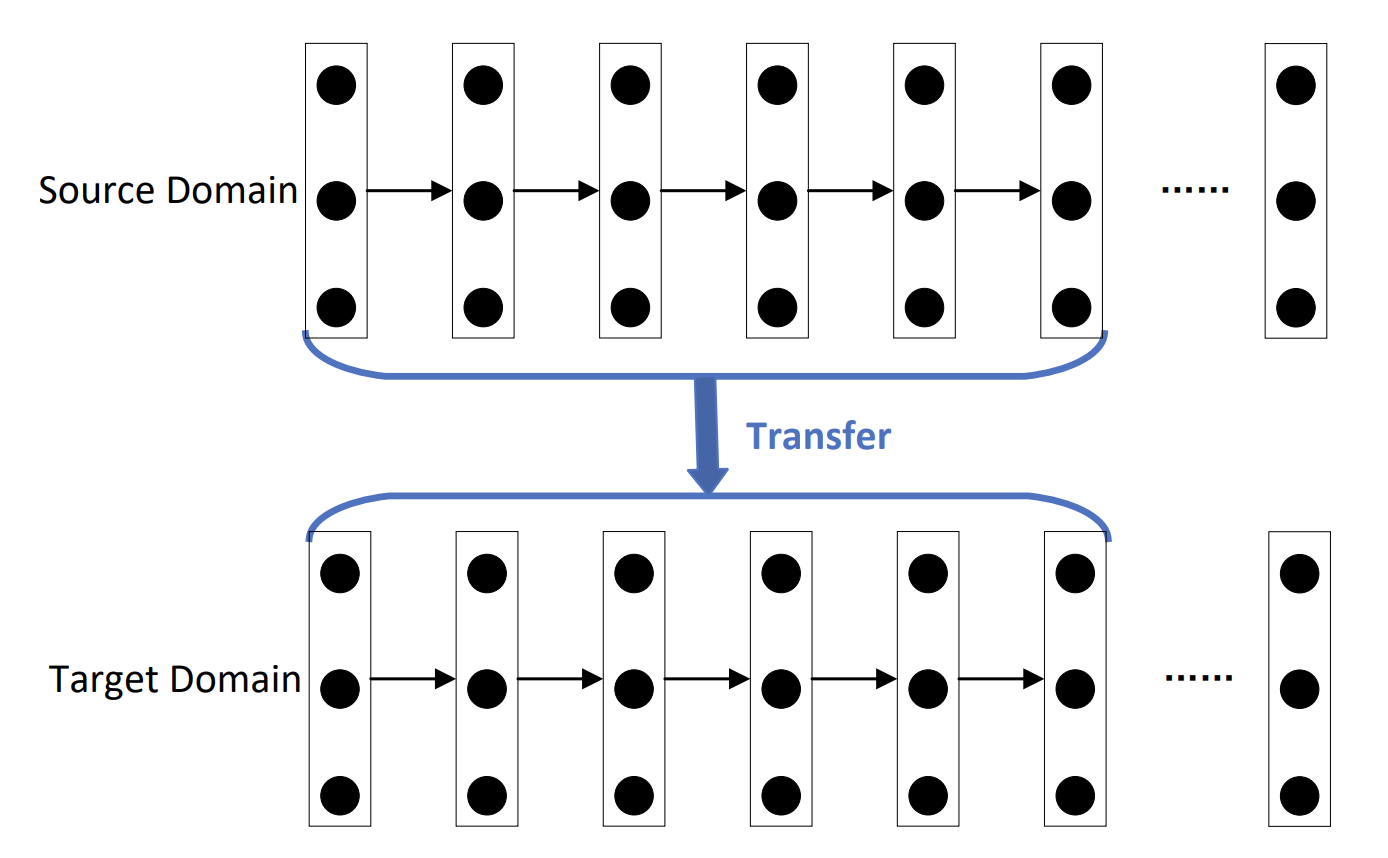 Source Domain
......
Transfer
Target Domain
......